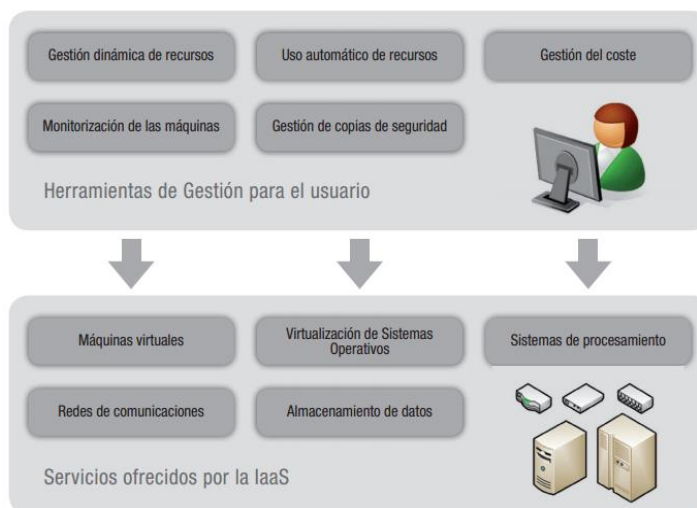 Gestión dinámica de recursos
Uso automático de recursos
Gestión del coste
Monitorización de las máquinas
Gestión de copias de seguridad
Herramientas de Gestión para el usuario
Máquinas virtuales
Virtualización de Sistemas
Operativos
Sistemas de procesamiento
Redes de comunicaciones
Almacenamiento de datos
Servicios ofrecidos por la IaaS